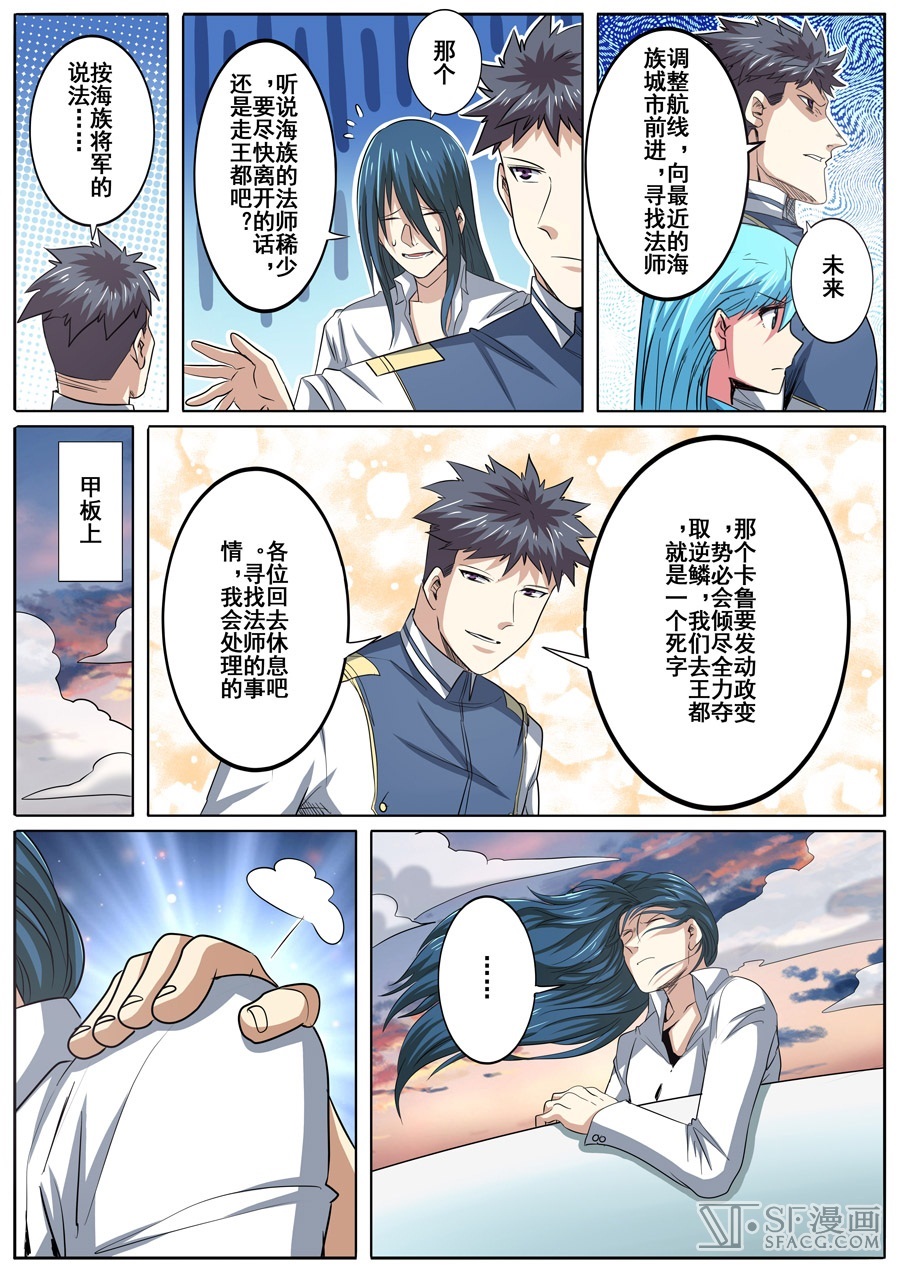 调整航线，向最近的海
族城市前进，寻找法师
未来
那个
听说海族的法师稀少
，要尽快离开的话，
还是走王都吧？
按海族将军的
说法……
那个卡鲁要发动政变
，势必会倾尽全力夺
取逆鳞，我们去王都
，就是一个死字
各位回去休息吧
。寻找法师的事
情，我会处理的
甲板上
……
SF漫画
SFACG.COM